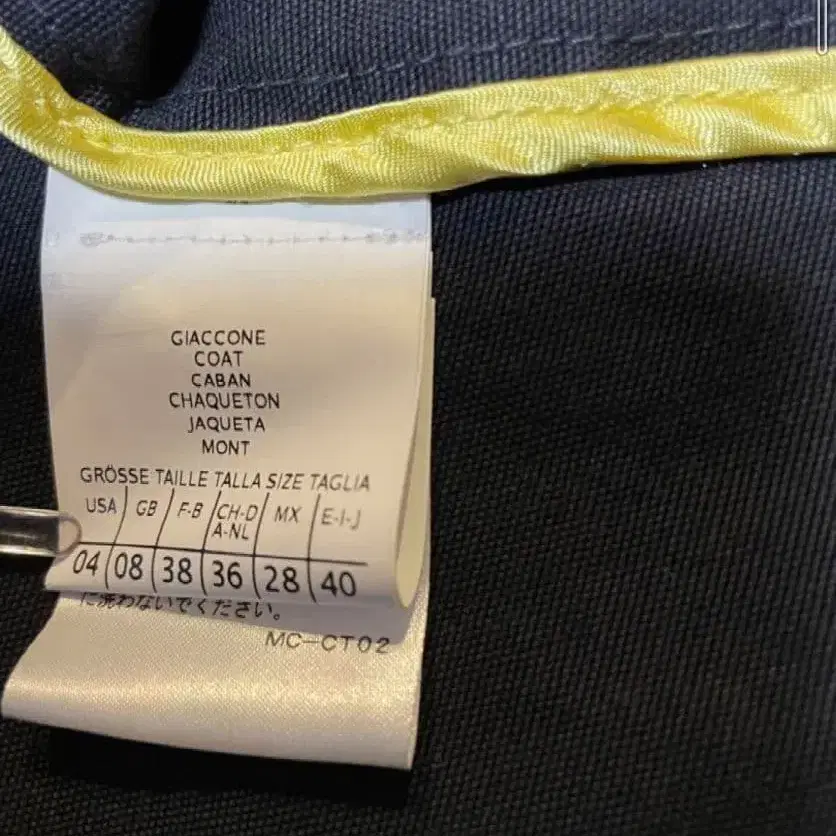 GIACCONE
COAT
CABAN
CHAQUETON
JAQUETA
MONT
GRÖSSE TAILLE TALLA SIZE TAGLIA
USA GB F-B CH-D A-NL MX E-I-J
04 08 38 36 28 40
に洗わないでください。
MC-CT02